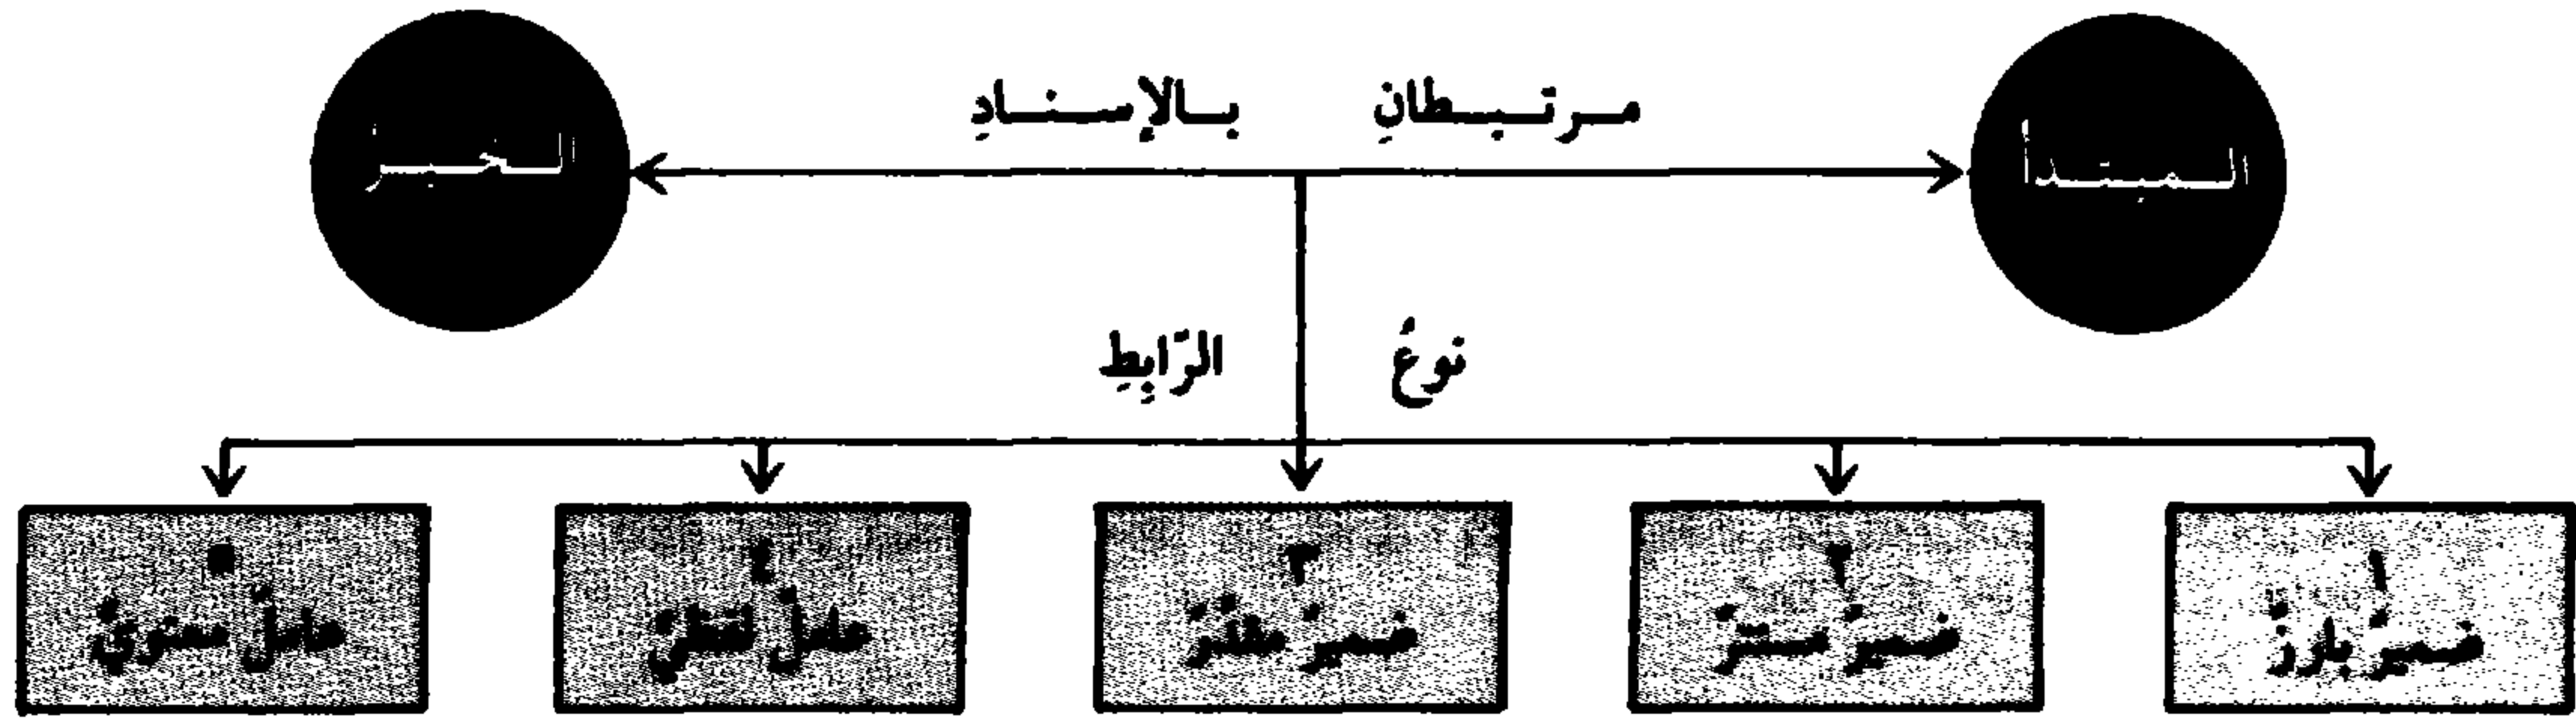 المبتدأ
مرتبطانِ بالإسنادِ
الخبر
نوعُ الرّابِطِ
١
ضميرٌ بارزٌ
٢
ضميرٌ مستترٌ
٣
ضميرٌ مقدّرٌ
٤
عاملٌ لفظيٌّ
٥
عاملٌ معنويٌّ